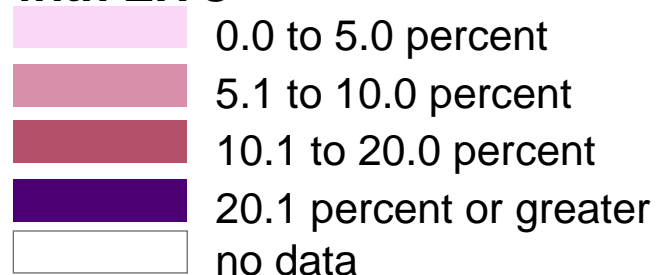 0.0 to 5.0 percent
5.1 to 10.0 percent
10.1 to 20.0 percent
20.1 percent or greater
no data